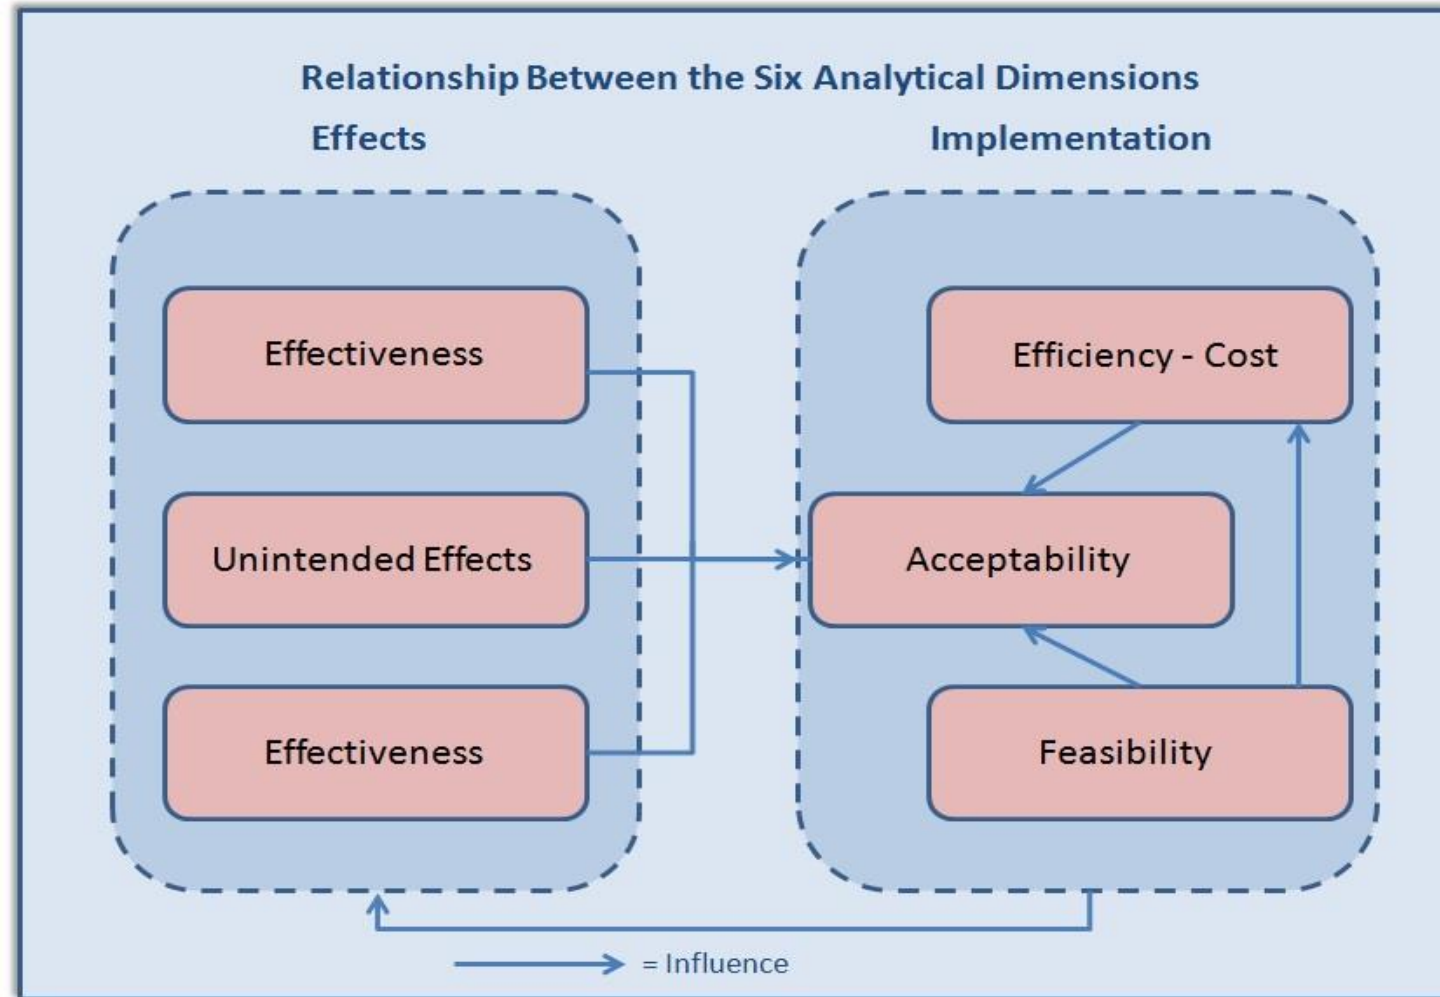 Relationship Between the Six Analytical Dimensions
Effects
Implementation
Effectiveness
Unintended Effects
Effectiveness
Efficiency - Cost
Acceptability
Feasibility
= Influence